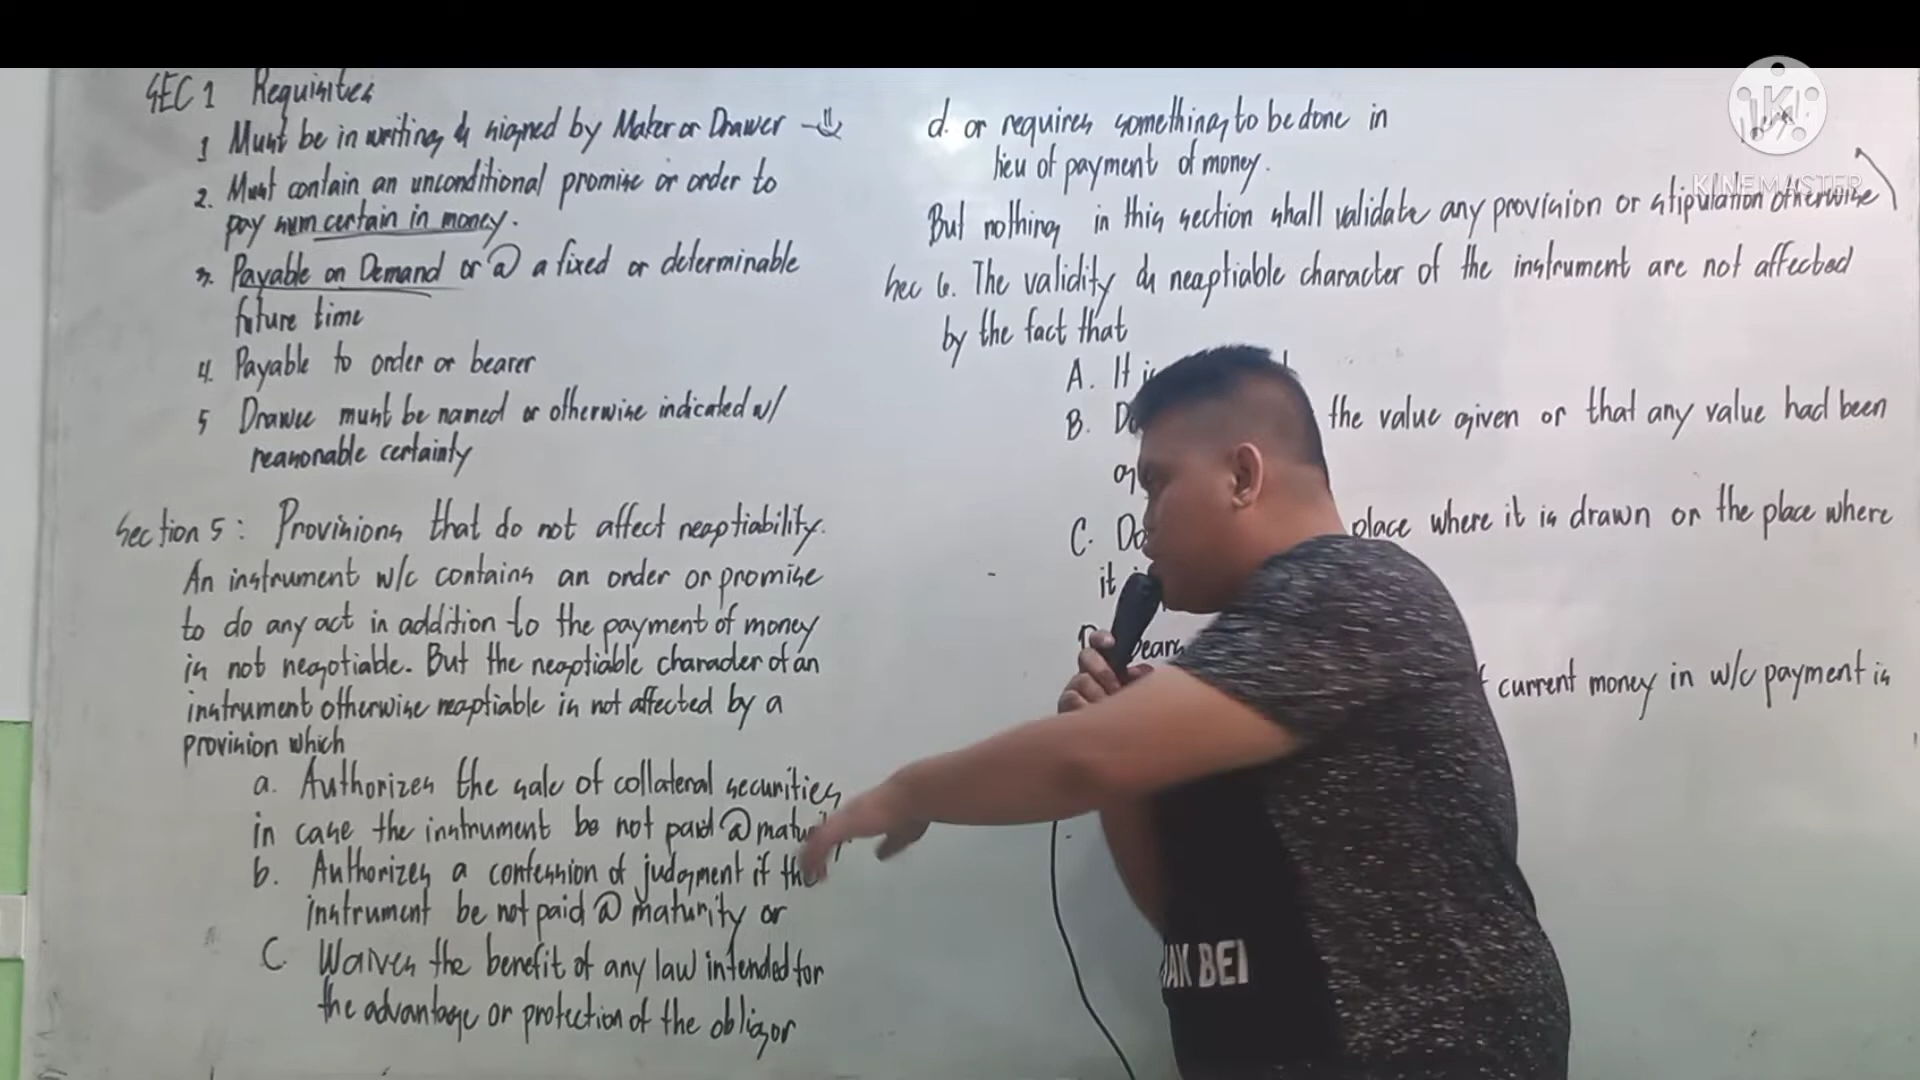 SEC 1 Requisites
1 Must be in writing & signed by Maker or Drawer
2. Must contain an unconditional promise or order to
pay sum certain in money.
3. Payable on Demand or @ a fixed or determinable
future time
4. Payable to order or bearer
5 Drawee must be named or otherwise indicated w/
reasonable certainty
Section 5: Provisions that do not affect negotiability.
An instrument w/c contains an order or promise
to do any act in addition to the payment of money
is not negotiable. But the negotiable character of an
instrument otherwise negotiable is not affected by a
provision which
a. Authorizes the sale of collateral securities
in case the instrument be not paid @
b. Authorizes a confession of judgment if the
instrument be not paid @ maturity or
C Waives the benefit of any law intended for
the advantage or protection of the obligor
d. or requires something to be done in
lieu of payment of money.
But nothing in this section shall validate any provision or stipulation otherwise
Sec 6. The validity & negotiable character of the instrument are not affected
by the fact that
A. It
B. the value given or that any value had been
C. place where it is drawn or the place where
it
current money in w/c payment is
KINEMASTER
AK BEI